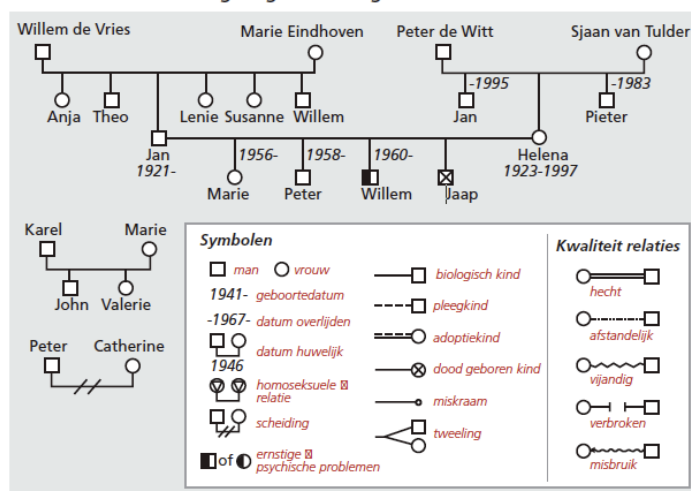 Willem de Vries Marie Eindhoven Peter de Witt Sjaan van Tulder
-1995 -1983
Anja Theo Lenie Susanne Willem Jan Pieter
Jan 1956- 1958- 1960- Helena
1921- 1923-1997
Marie Peter Willem Jaap
Karel Marie
John Valerie
Peter Catherine
Symbolen
man vrouw
1941- geboortedatum
-1967- datum overlijden
datum huwelijk
1946
homoseksuele
relatie
scheiding
of ernstige
psychische problemen
biologisch kind
pleegkind
adoptiekind
dood geboren kind
miskraam
tweeling
Kwaliteit relaties
hecht
afstandelijk
vijandig
verbroken
misbruik